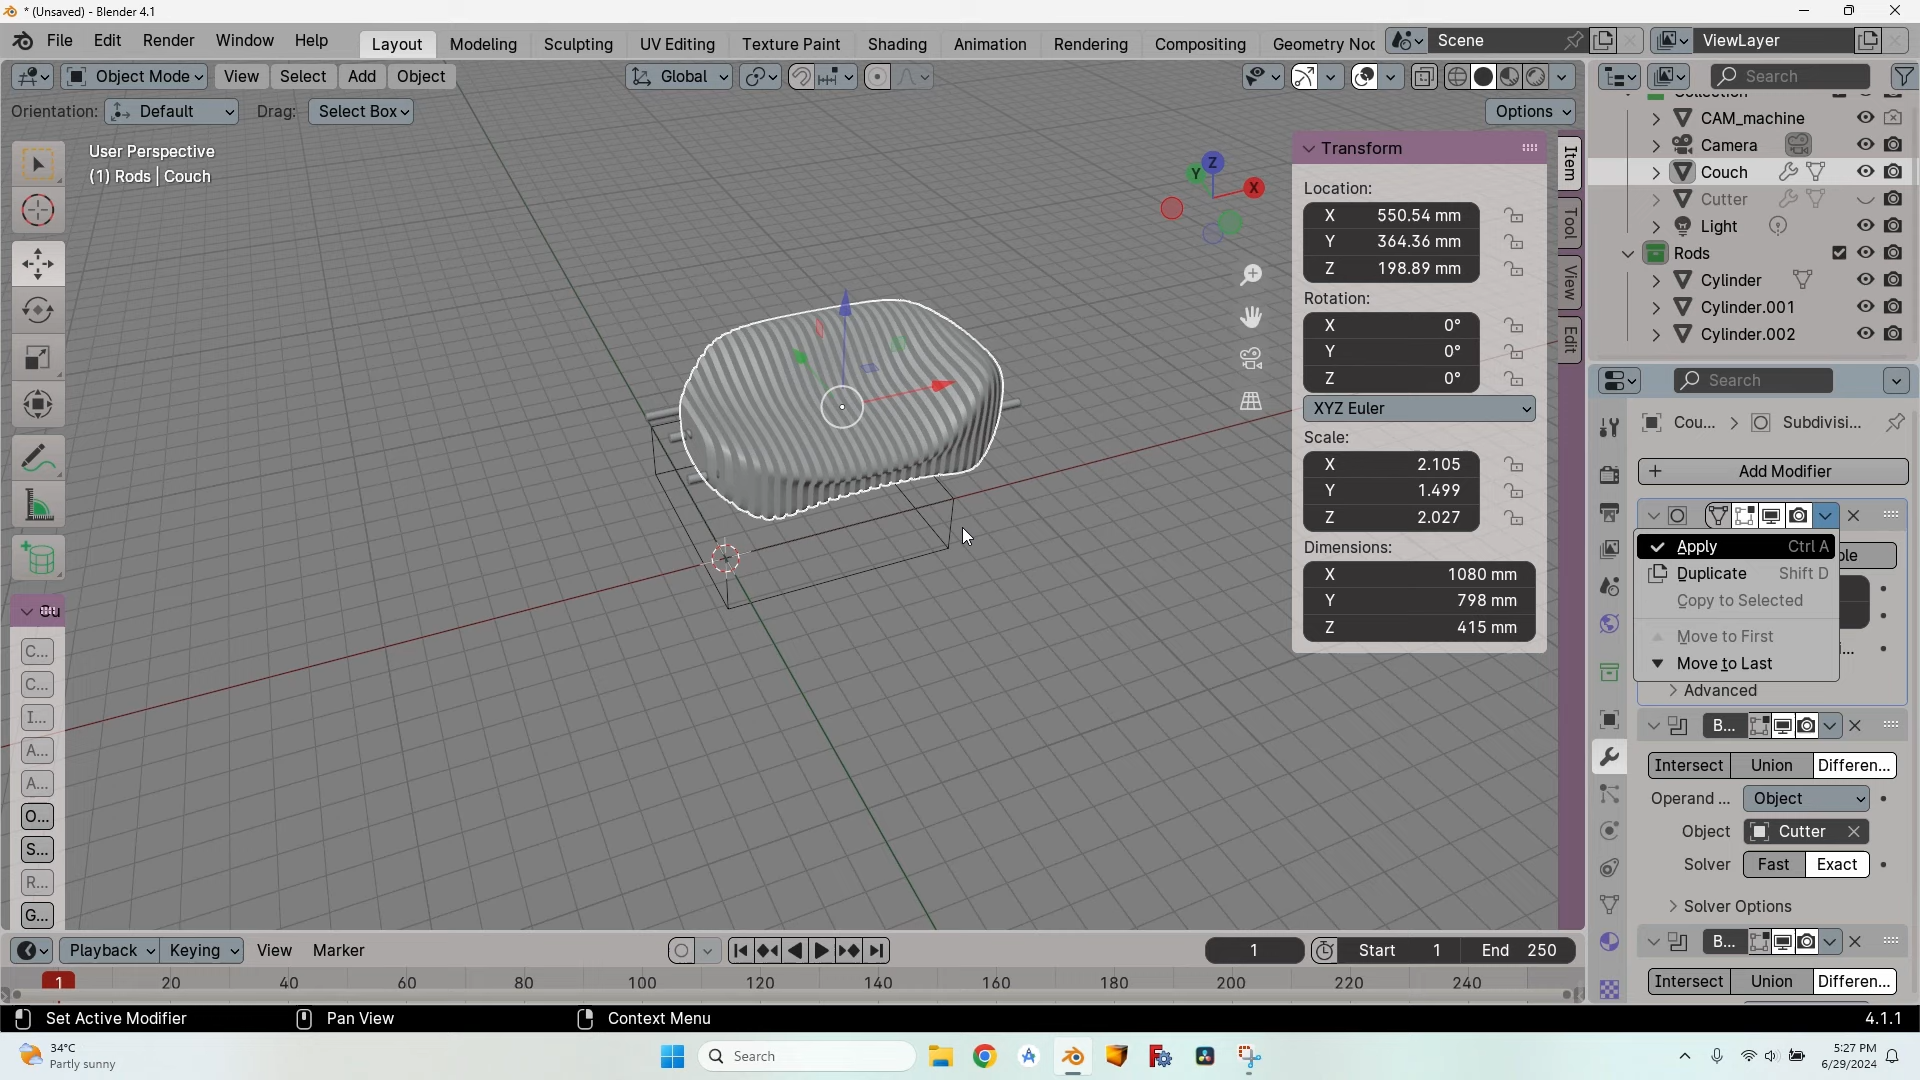 * (Unsaved) - Blender 4.1
File Edit Render Window Help
Layout Modeling Sculpting UV Editing Texture Paint Shading Animation Rendering Compositing Geometry Noc
Scene
ViewLayer
Object Mode View Select Add Object
Global
Search
Orientation: Default Drag: Select Box
Options
User Perspective
(1) Rods | Couch
Z
Y
X
Transform
Location:
X 550.54 mm
Y 364.36 mm
Z 198.89 mm
Rotation:
X 0°
Y 0°
Z 0°
XYZ Euler
Scale:
X 2.105
Y 1.499
Z 2.027
Dimensions:
X 1080 mm
Y 798 mm
Z 415 mm
Item
Tool
View
Edit
CAM_machine
Camera
Couch
Cutter
Light
Rods
Cylinder
Cylinder.001
Cylinder.002
Search
Cou... > Subdivisi...
Add Modifier
Apply Ctrl A
Duplicate Shift D
Copy to Selected
Move to First
Move to Last
Advanced
B...
Intersect Union Differen...
Operand ... Object
Object Cutter
Solver Fast Exact
Solver Options
B...
Intersect Union Differen...
C...
C...
I...
A...
A...
O...
S...
R...
G...
Playback Keying View Marker
1
Start 1 End 250
1 20 40 60 80 100 120 140 160 180 200 220 240
Set Active Modifier Pan View Context Menu
4.1.1
34°C
Partly sunny
Search
5:27 PM
6/29/2024